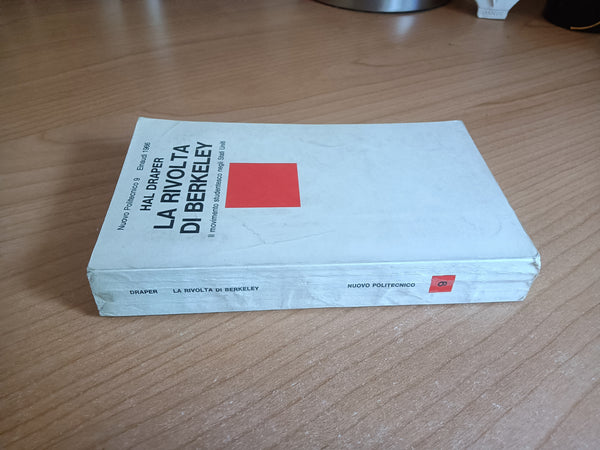 Nuovo Politecnico 9 Einaudi 1966
HAL DRAPER
LA RIVOLTA
DI BERKELEY
Il movimento studentesco negli Stati Uniti
DRAPER LA RIVOLTA DI BERKELEY NUOVO POLITECNICO